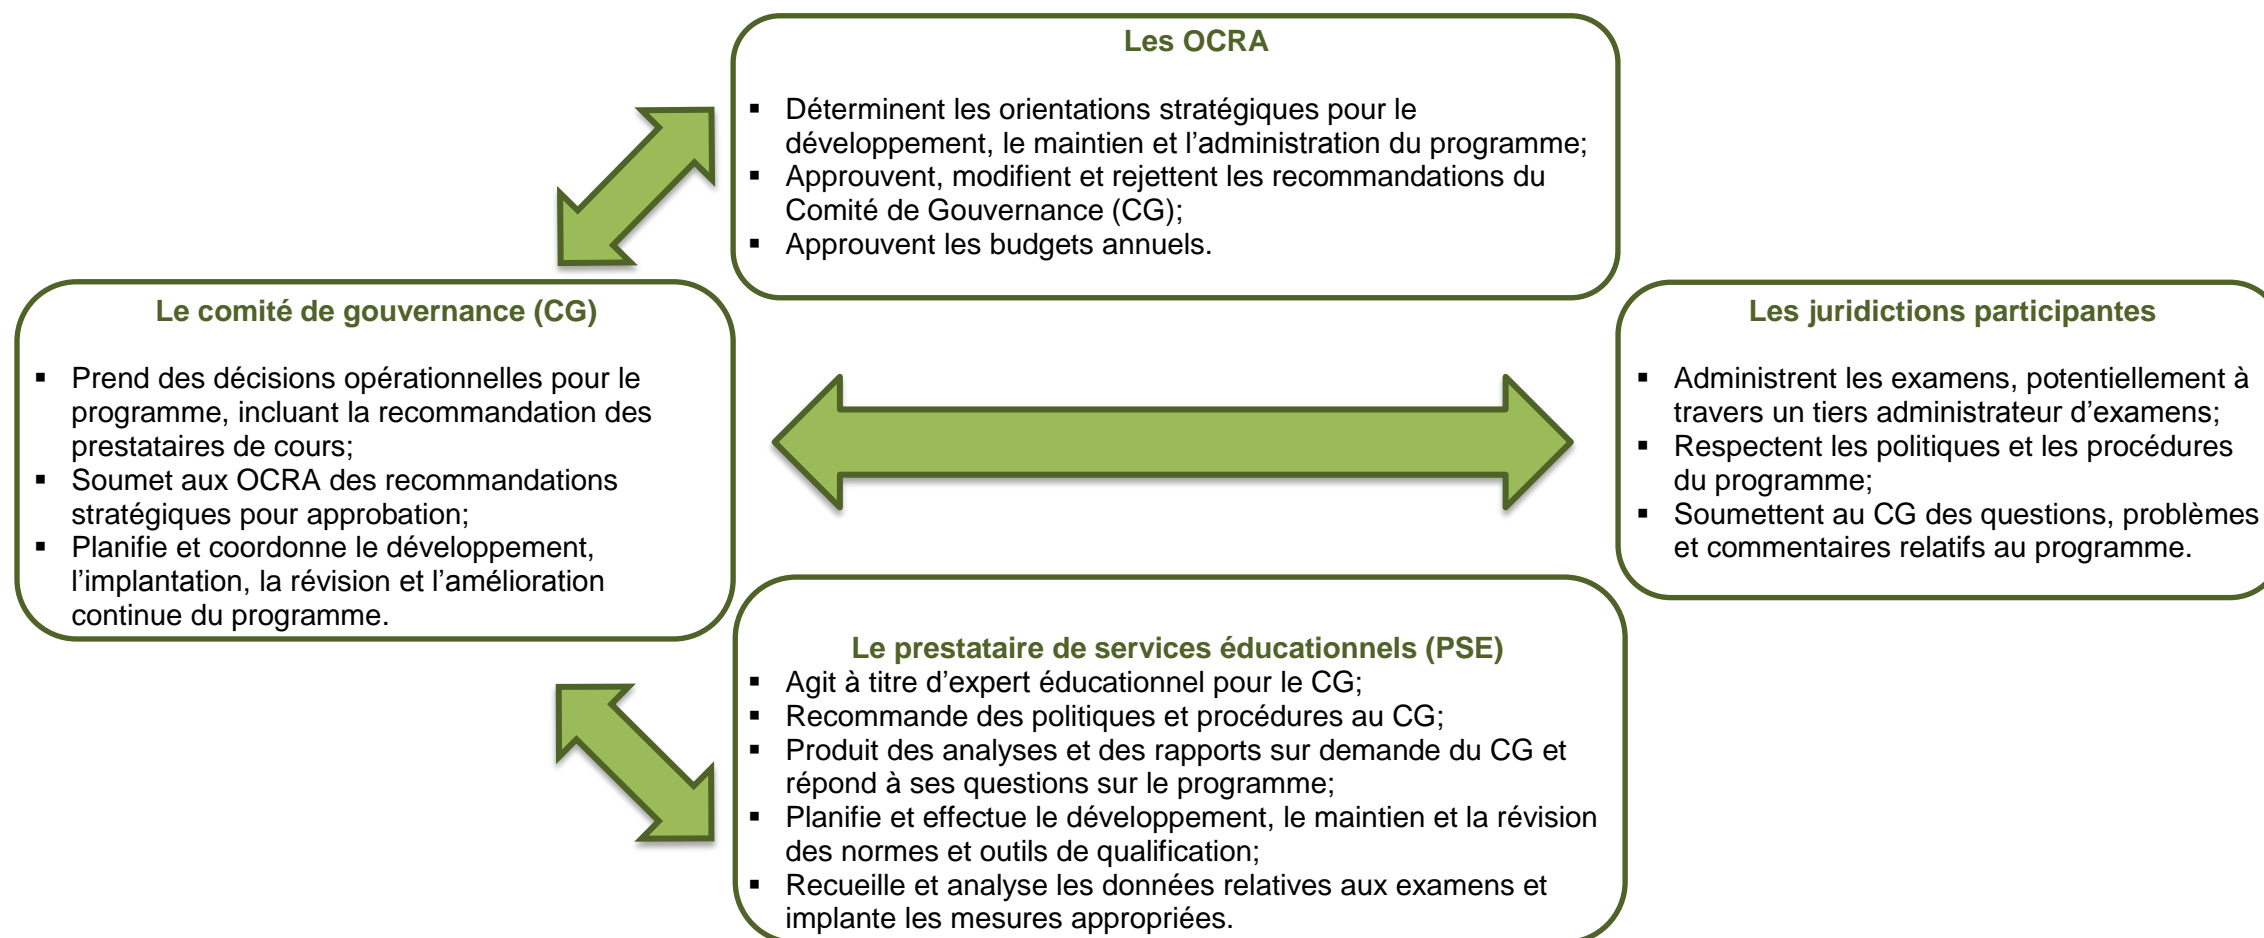 Les OCRA
▪ Déterminent les orientations stratégiques pour le
développement, le maintien et l’administration du programme;
▪ Approuvent, modifient et rejettent les recommandations du
Comité de Gouvernance (CG);
▪ Approuvent les budgets annuels.
Le comité de gouvernance (CG)
▪ Prend des décisions opérationnelles pour le
programme, incluant la recommandation des
prestataires de cours;
▪ Soumet aux OCRA des recommandations
stratégiques pour approbation;
▪ Planifie et coordonne le développement,
l’implantation, la révision et l’amélioration
continue du programme.
Les juridictions participantes
▪ Administrent les examens, potentiellement à
travers un tiers administrateur d’examens;
▪ Respectent les politiques et les procédures
du programme;
▪ Soumettent au CG des questions, problèmes
et commentaires relatifs au programme.
Le prestataire de services éducationnels (PSE)
▪ Agit à titre d’expert éducationnel pour le CG;
▪ Recommande des politiques et procédures au CG;
▪ Produit des analyses et des rapports sur demande du CG et
répond à ses questions sur le programme;
▪ Planifie et effectue le développement, le maintien et la révision
des normes et outils de qualification;
▪ Recueille et analyse les données relatives aux examens et
implante les mesures appropriées.